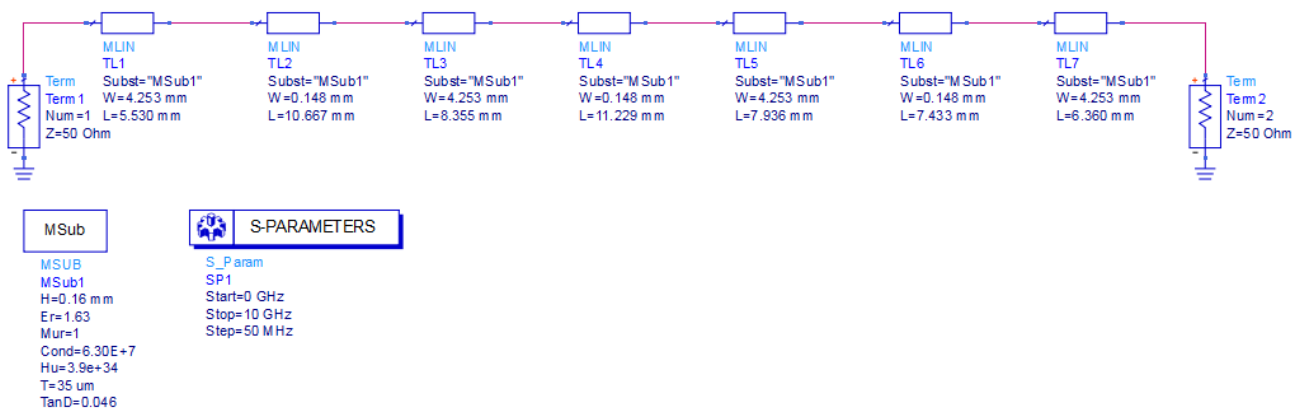 MLIN
TL1
Subst="MSub1"
W=4.253 mm
L=5.530 mm
MLIN
TL2
Subst="MSub1"
W=0.148 mm
L=10.667 mm
MLIN
TL3
Subst="MSub1"
W=4.253 mm
L=8.355 mm
MLIN
TL4
Subst="MSub1"
W=0.148 mm
L=11.229 mm
MLIN
TL5
Subst="MSub1"
W=4.253 mm
L=7.936 mm
MLIN
TL6
Subst="MSub1"
W=0.148 mm
L=7.433 mm
MLIN
TL7
Subst="MSub1"
W=4.253 mm
L=6.360 mm
+
Term
Term1
Num=1
Z=50 Ohm
-
+
Term
Term2
Num=2
Z=50 Ohm
-
MSub
MSUB
MSub1
H=0.16 mm
Er=1.63
Mur=1
Cond=6.30E+7
Hu=3.9e+34
T=35 um
TanD=0.046
S-PARAMETERS
S_Param
SP1
Start=0 GHz
Stop=10 GHz
Step=50 MHz